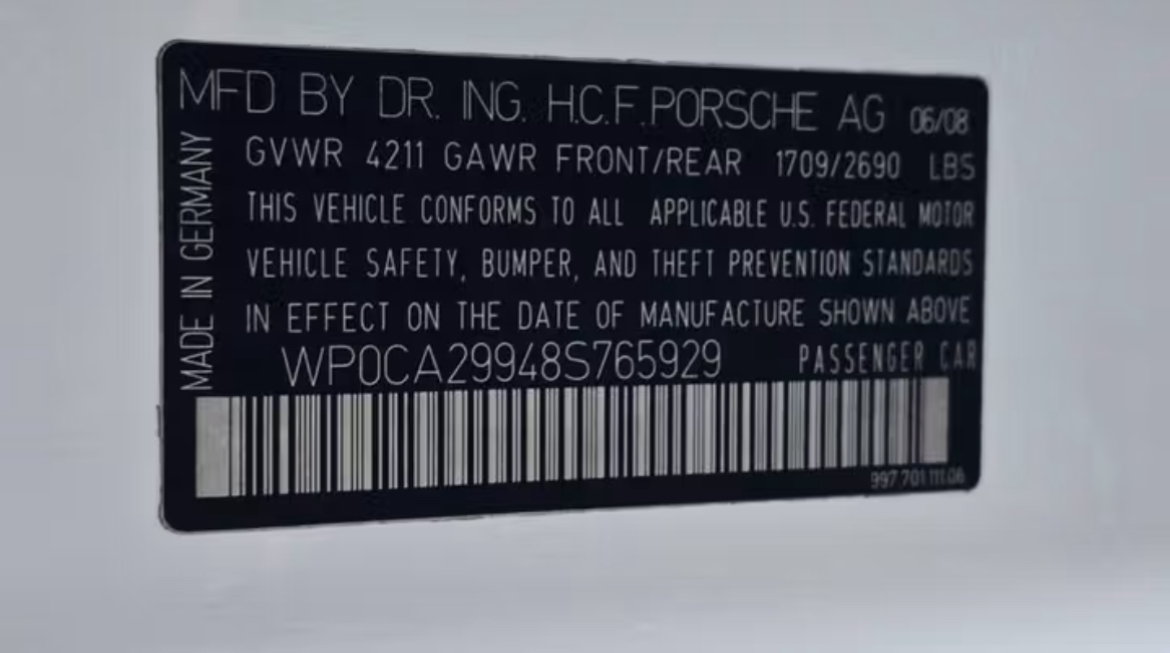 MFD BY DR. ING. H.C.F. PORSCHE AG 06/08
GVWR 4211 GAWR FRONT/REAR 1709/2690 LBS
THIS VEHICLE CONFORMS TO ALL APPLICABLE U.S. FEDERAL MOTOR
VEHICLE SAFETY, BUMPER, AND THEFT PREVENTION STANDARDS
IN EFFECT ON THE DATE OF MANUFACTURE SHOWN ABOVE
WP0CA29948S765929 PASSENGER CAR
997.701.111.06
MADE IN GERMANY